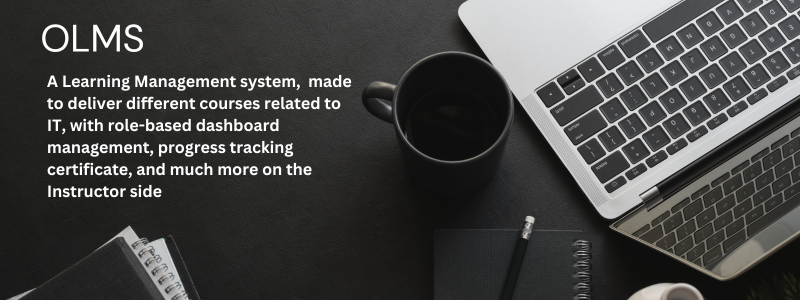 OLMS
A Learning Management system,  made
to deliver different courses related to
IT, with role-based dashboard
management, progress tracking
certificate, and much more on the
Instructor side